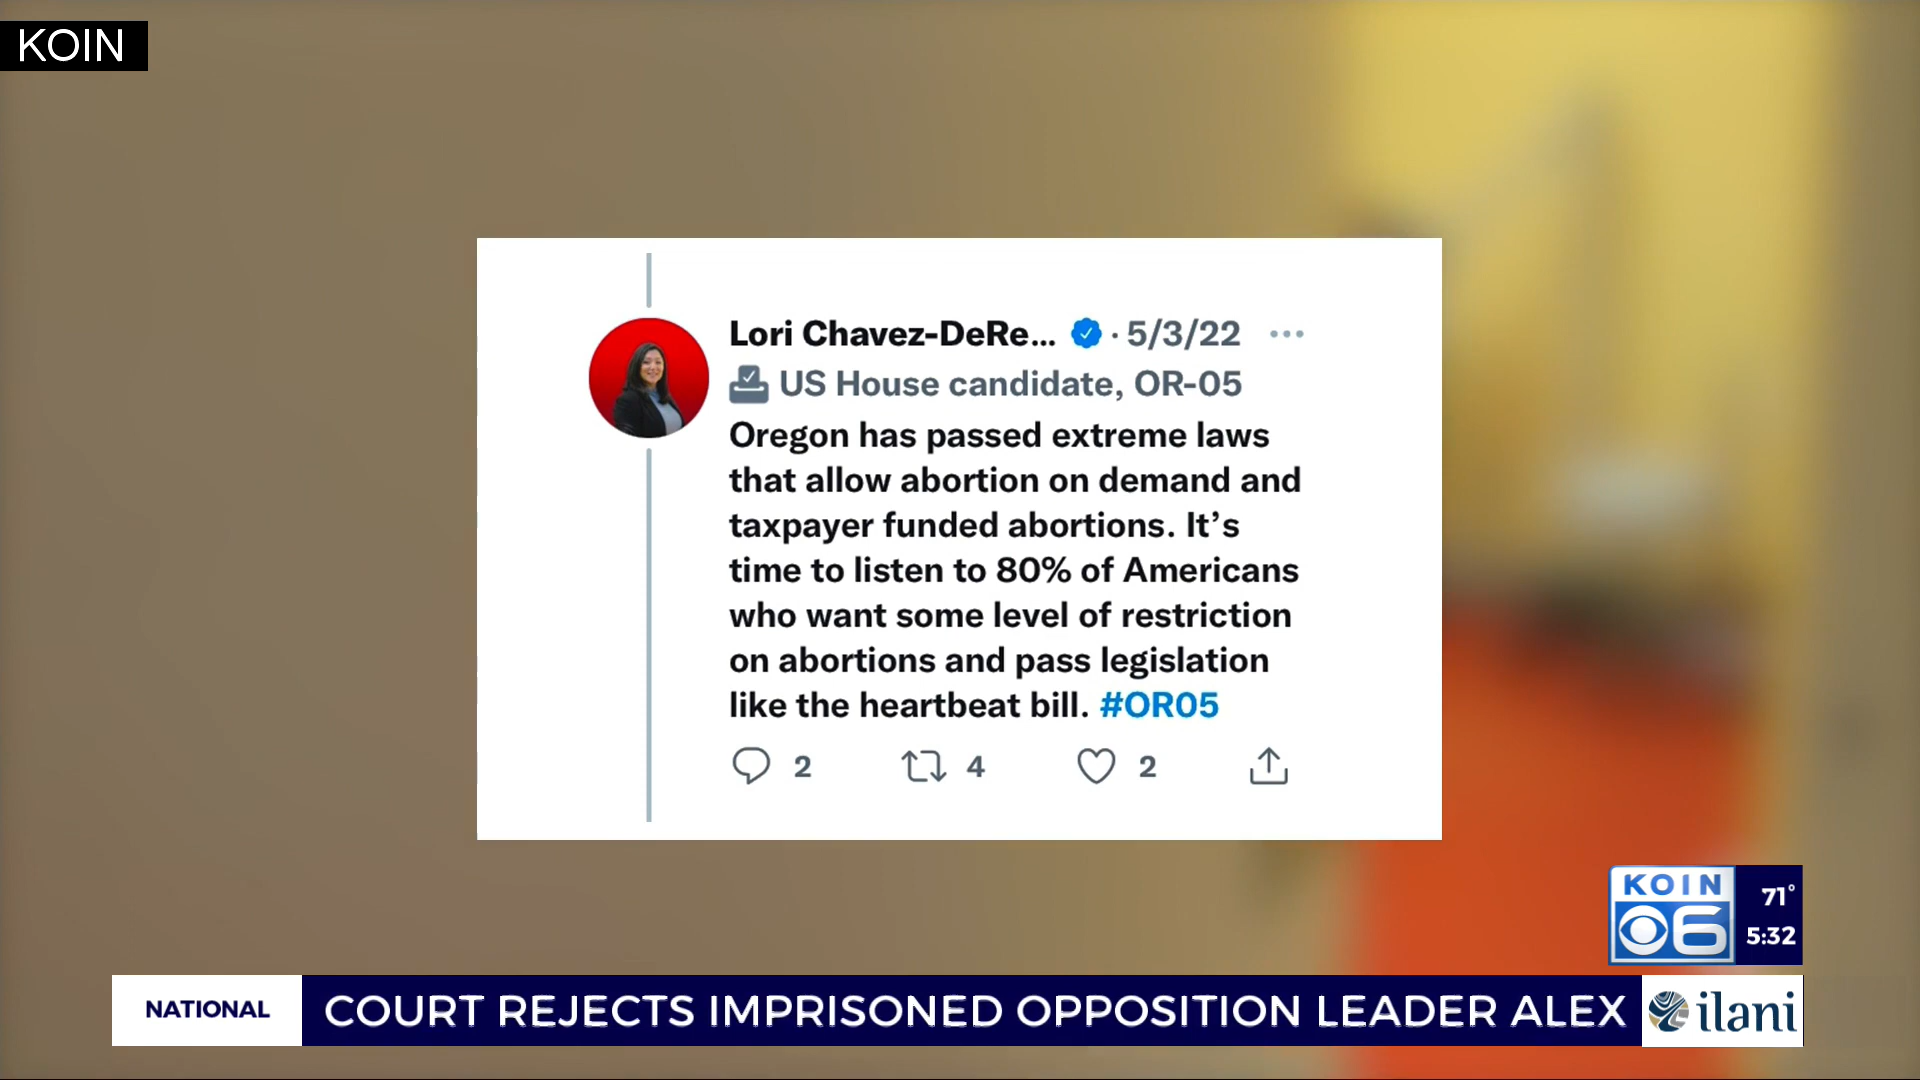 KOIN
Lori Chavez-DeRe... · 5/3/22
US House candidate, OR-05
Oregon has passed extreme laws
that allow abortion on demand and
taxpayer funded abortions. It’s
time to listen to 80% of Americans
who want some level of restriction
on abortions and pass legislation
like the heartbeat bill. #OR05
2 4 2
KOIN
6
71°
5:32
NATIONAL
COURT REJECTS IMPRISONED OPPOSITION LEADER ALEX
ilani